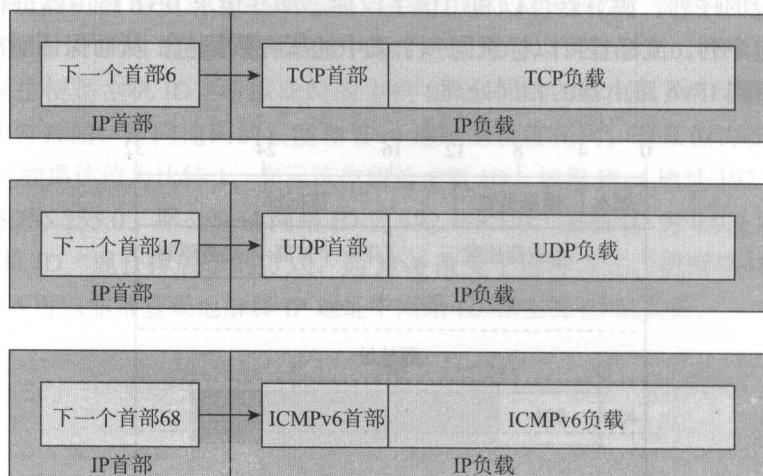 下一个首部6
TCP首部
TCP负载
IP首部
IP负载
下一个首部17
UDP首部
UDP负载
IP首部
IP负载
下一个首部68
ICMPv6首部
ICMPv6负载
IP首部
IP负载